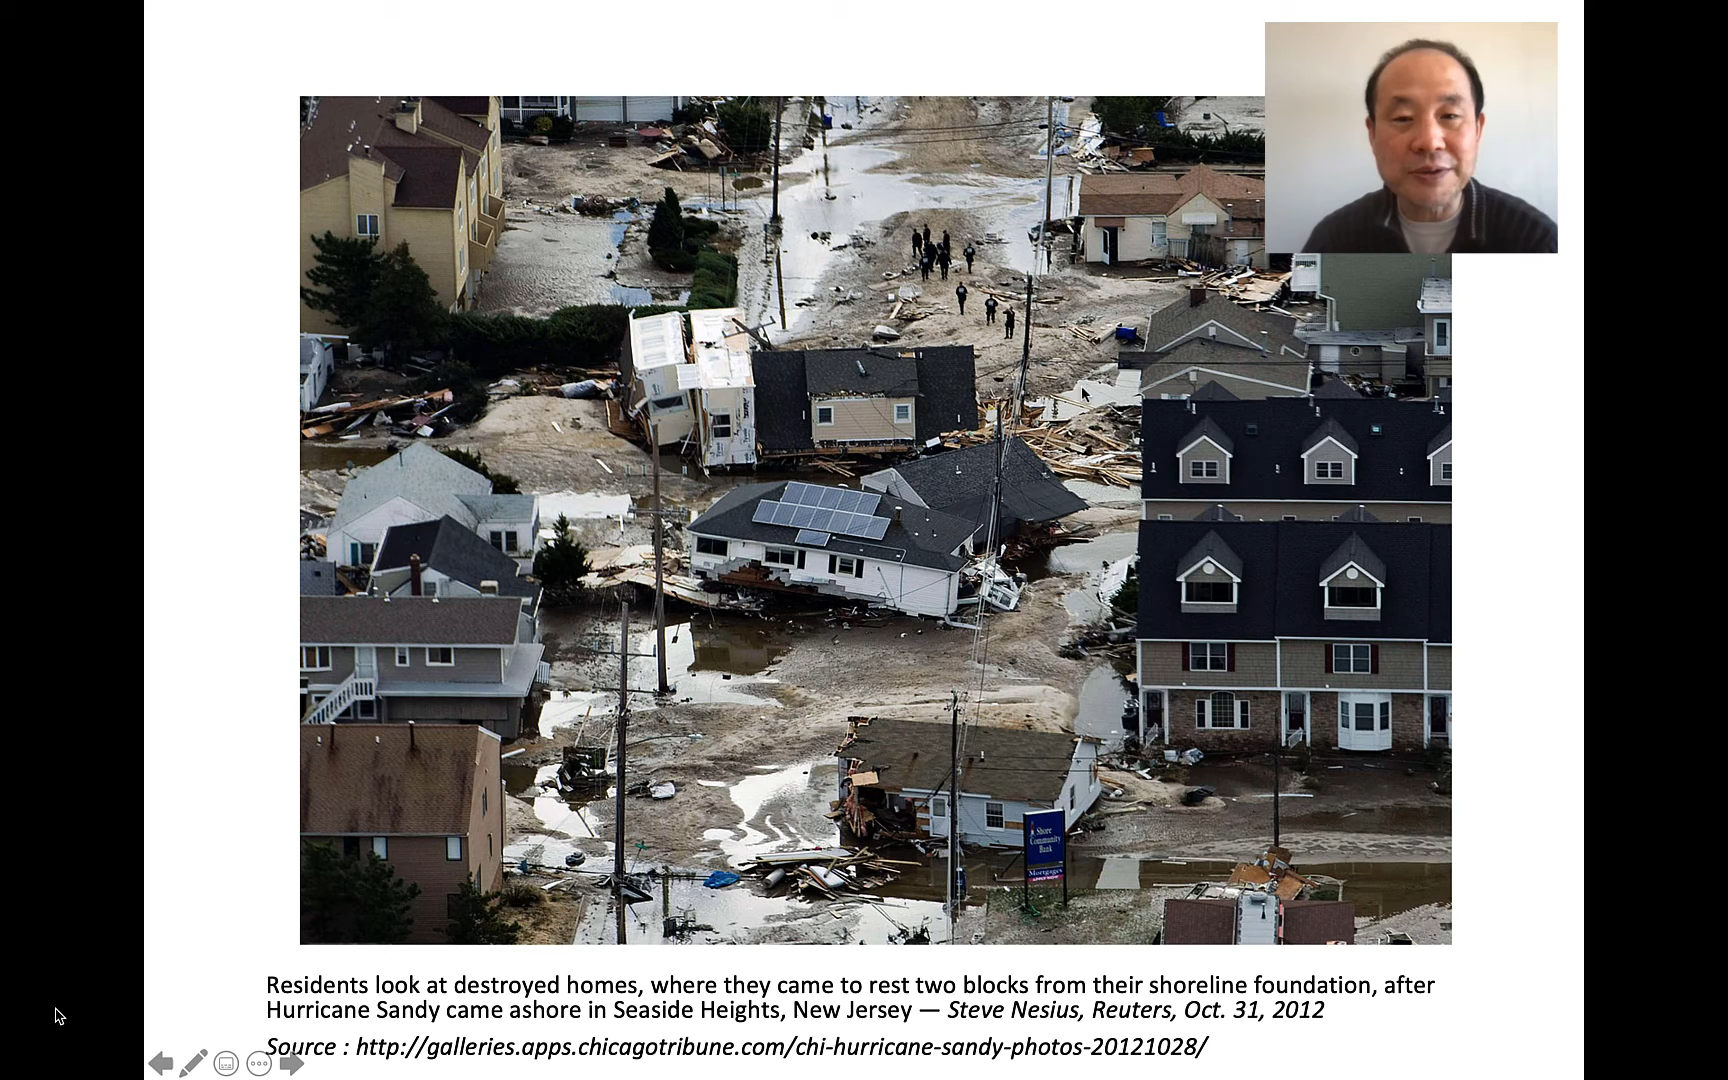 Shore
Community
Bank
Mortgages
Residents look at destroyed homes, where they came to rest two blocks from their shoreline foundation, after
Hurricane Sandy came ashore in Seaside Heights, New Jersey — Steve Nesius, Reuters, Oct. 31, 2012
Source : http://galleries.apps.chicagotribune.com/chi-hurricane-sandy-photos-20121028/